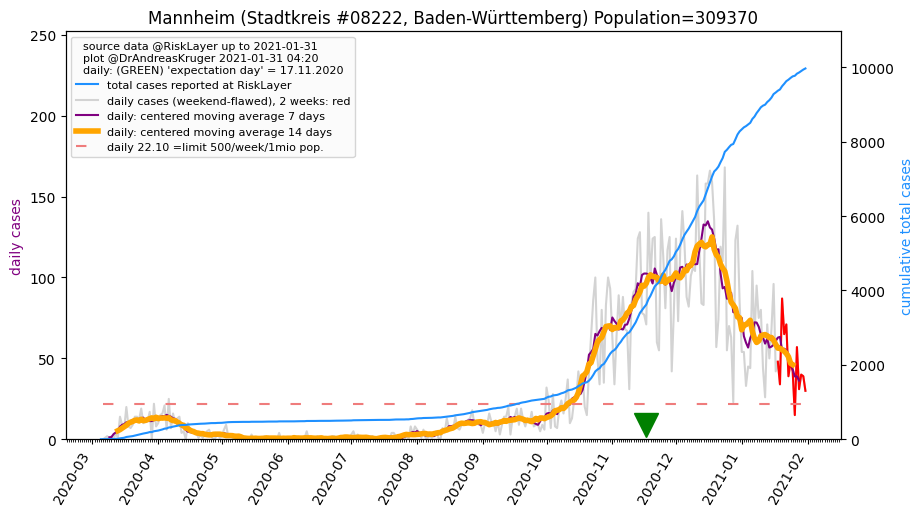 Mannheim (Stadtkreis #08222, Baden-Württemberg) Population=309370
source data @RiskLayer up to 2021-01-31
plot @DrAndreasKruger 2021-01-31 04:20
daily: (GREEN) 'expectation day' = 17.11.2020
total cases reported at RiskLayer
daily cases (weekend-flawed), 2 weeks: red
daily: centered moving average 7 days
daily: centered moving average 14 days
daily 22.10 =limit 500/week/1mio pop.
daily cases
250
200
150
100
50
0
cumulative total cases
10000
8000
6000
4000
2000
0
2020-03
2020-04
2020-05
2020-06
2020-07
2020-08
2020-09
2020-10
2020-11
2020-12
2021-01
2021-02